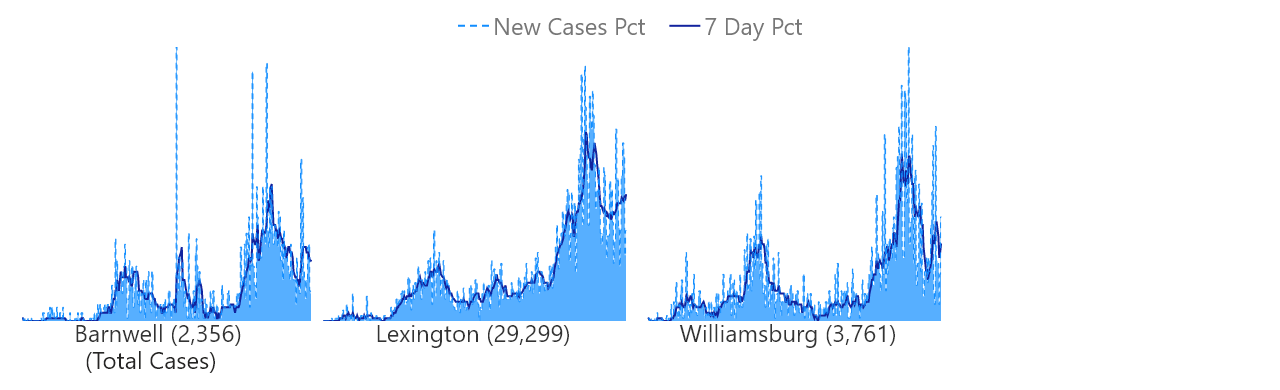 New Cases Pct 7 Day Pct
Barnwell (2,356) Lexington (29,299) Williamsburg (3,761)
(Total Cases)